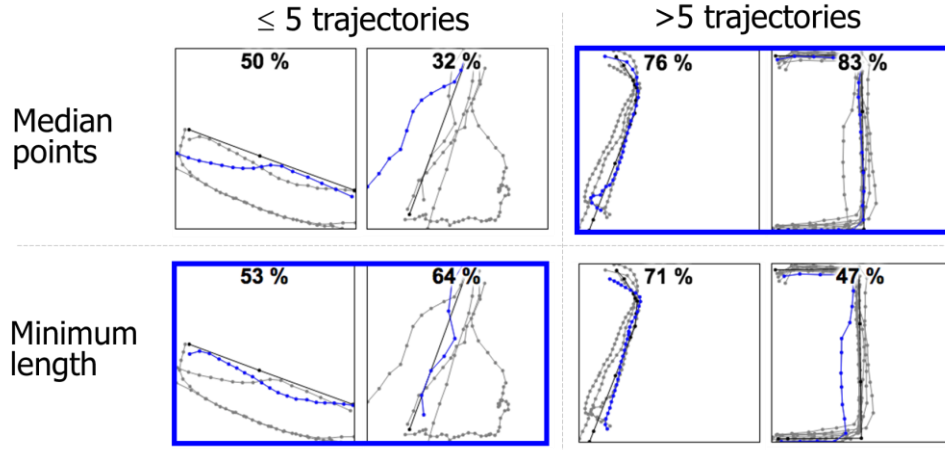 ≤ 5 trajectories
>5 trajectories
Median
points
50 %
32 %
76 %
83 %
Minimum
length
53 %
64 %
71 %
47 %